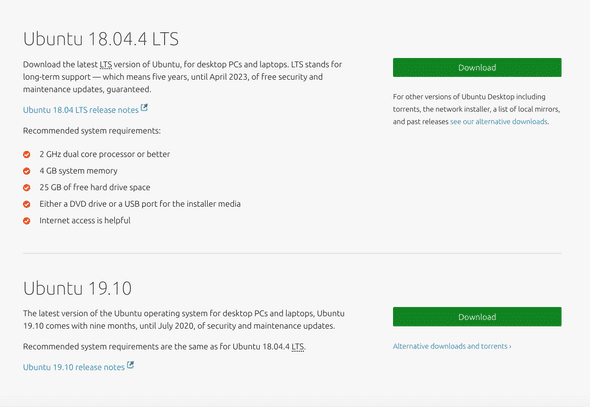 Ubuntu 18.04.4 LTS
Download the latest LTS version of Ubuntu, for desktop PCs and laptops. LTS stands for
long-term support — which means five years, until April 2023, of free security and
maintenance updates, guaranteed.
Ubuntu 18.04 LTS release notes
Recommended system requirements:
2 GHz dual core processor or better
4 GB system memory
25 GB of free hard drive space
Either a DVD drive or a USB port for the installer media
Internet access is helpful
Download
For other versions of Ubuntu Desktop including
torrents, the network installer, a list of local mirrors,
and past releases see our alternative downloads.
Ubuntu 19.10
The latest version of the Ubuntu operating system for desktop PCs and laptops, Ubuntu
19.10 comes with nine months, until July 2020, of security and maintenance updates.
Recommended system requirements are the same as for Ubuntu 18.04.4 LTS.
Ubuntu 19.10 release notes
Download
Alternative downloads and torrents ›